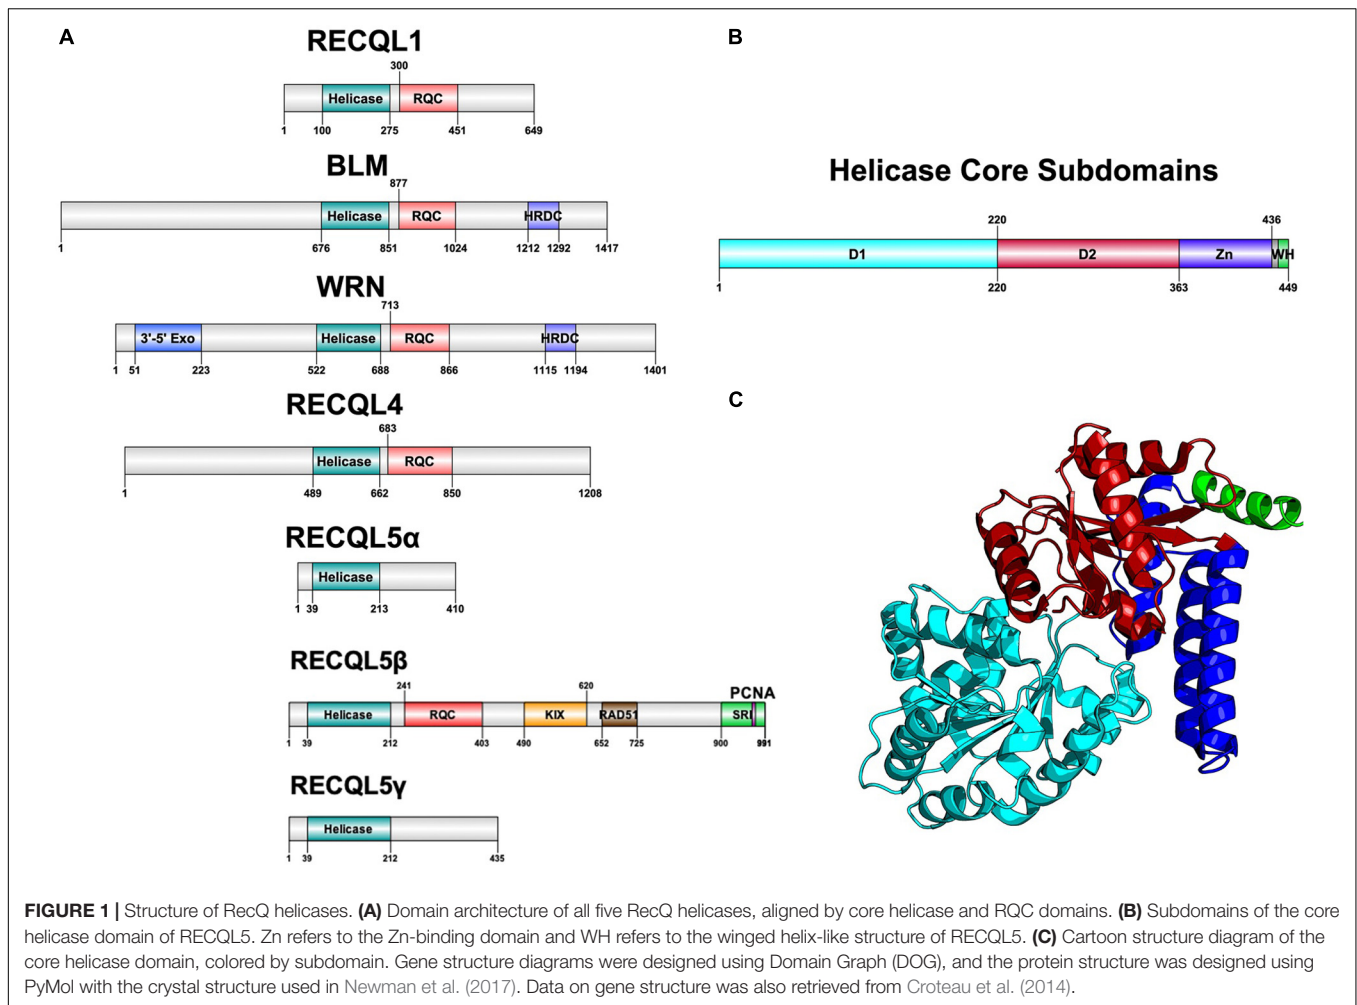 A
RECQL1
300
Helicase
RQC
1 100 275 451 649
BLM
877
Helicase
RQC
HRDC
1 676 851 1024 1212 1292 1417
WRN
713
3'-5' Exo
Helicase
RQC
HRDC
1 51 223 522 688 866 1115 1194 1401
RECQL4
683
Helicase
RQC
1 489 662 850 1208
RECQL5α
Helicase
1 39 213 410
RECQL5β
241 620 PCNA
Helicase
RQC
KIX
RAD51
SRI
1 39 212 403 490 652 725 900 991
RECQL5γ
Helicase
1 39 212 435
B
Helicase Core Subdomains
220 436
D1
D2
Zn
WH
1 220 363 449
C
FIGURE 1 | Structure of RecQ helicases. (A) Domain architecture of all five RecQ helicases, aligned by core helicase and RQC domains. (B) Subdomains of the core
helicase domain of RECQL5. Zn refers to the Zn-binding domain and WH refers to the winged helix-like structure of RECQL5. (C) Cartoon structure diagram of the
core helicase domain, colored by subdomain. Gene structure diagrams were designed using Domain Graph (DOG), and the protein structure was designed using
PyMol with the crystal structure used in Newman et al. (2017). Data on gene structure was also retrieved from Croteau et al. (2014).